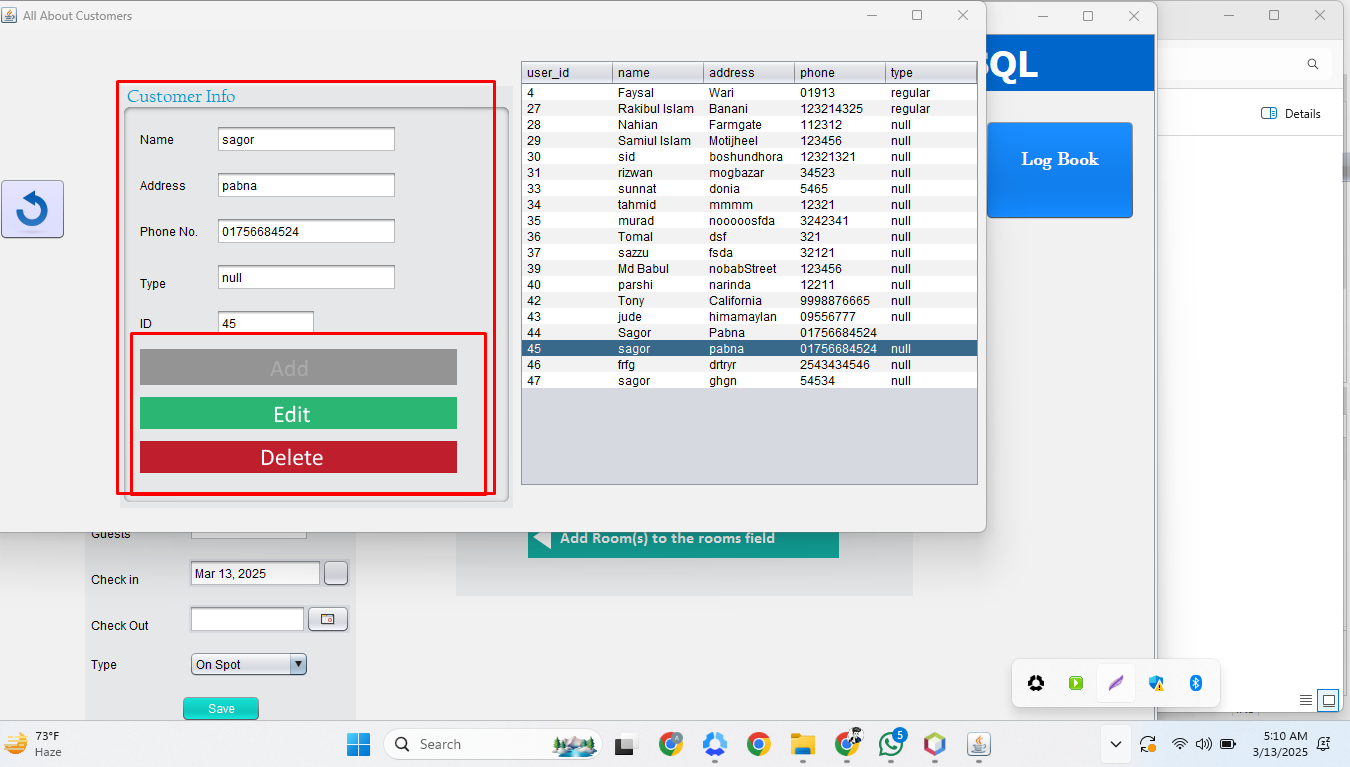 All About Customers
SQL
Customer Info
Name sagor
Address pabna
Phone No. 01756684524
Type null
ID 45
Add
Edit
Delete
user_id name address phone type
4 Faysal Wari 01913 regular
27 Rakibul Islam Banani 123214325 regular
28 Nahian Farmgate 112312 null
29 Samiul Islam Motijheel 123456 null
30 sid boshundhora 12321321 null
31 rizwan mogbazar 34523 null
33 sunnat donia 5465 null
34 tahmid mmmm 12321 null
35 murad nooooosfda 3242341 null
36 Tomal dsf 321 null
37 sazzu fsda 32121 null
39 Md Babul nobabStreet 123456 null
40 parshi narinda 12211 null
42 Tony California 9998876665 null
43 jude himamaylan 09556777 null
44 Sagor Pabna 01756684524
45 sagor pabna 01756684524 null
46 frfg drtryr 2543434546 null
47 sagor ghgn 54534 null
Log Book
Details
Guests
Check in Mar 13, 2025
Check Out
Type On Spot
Save
Add Room(s) to the rooms field
73°F
Haze
Search
5
5:10 AM
3/13/2025